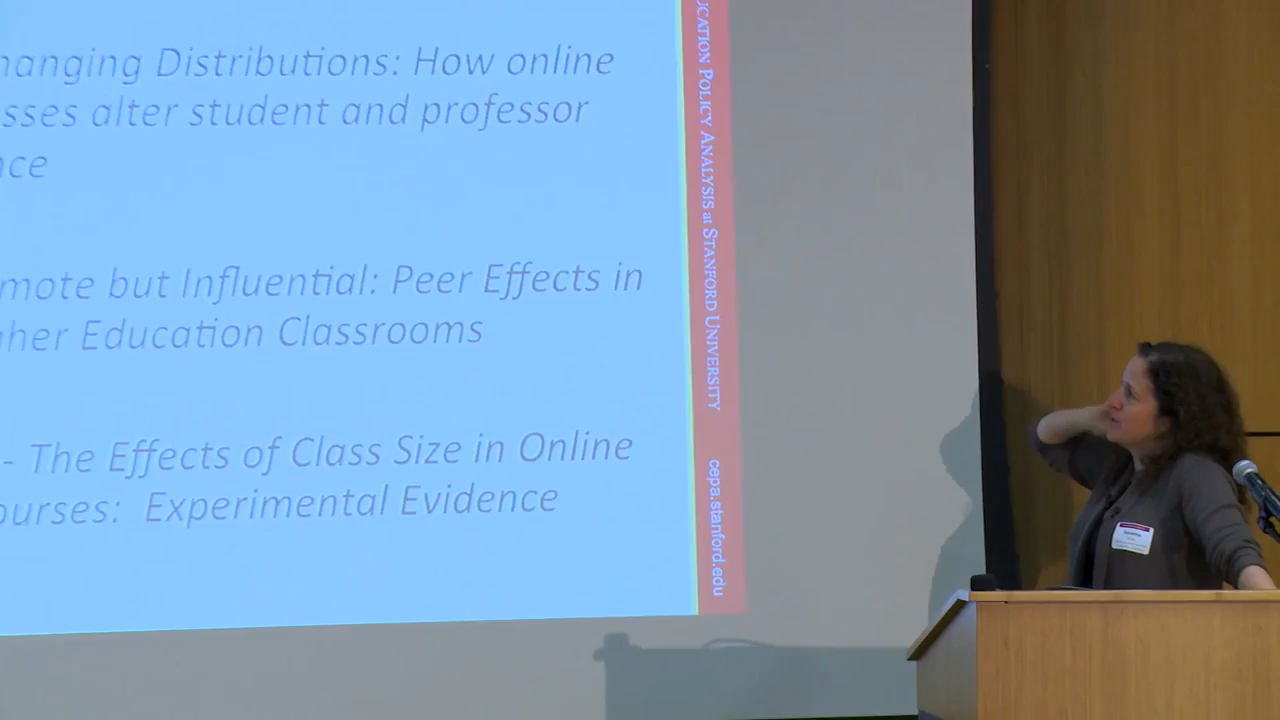 hanging Distributions: How online
sses alter student and professor
nce
mote but Influential: Peer Effects in
her Education Classrooms
- The Effects of Class Size in Online
ourses: Experimental Evidence
UCATION POLICY ANALYSIS at STANFORD UNIVERSITY
cepa.stanford.edu